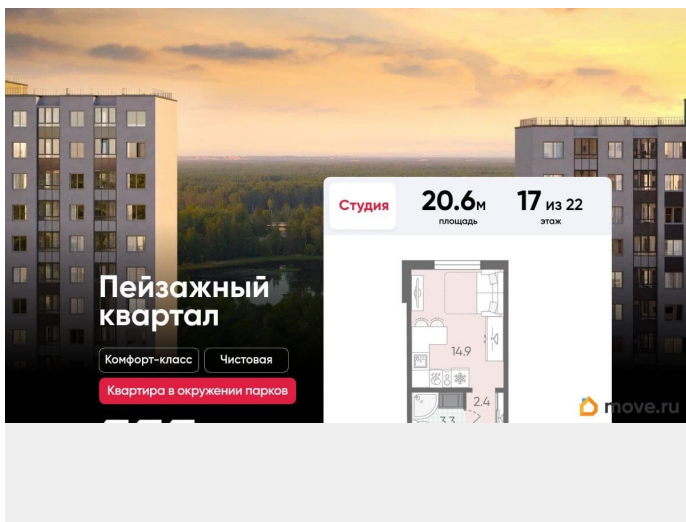 Студия
20.6м
площадь
17 из 22
этаж
Пейзажный
квартал
Комфорт-класс
Чистовая
Квартира в окружении парков
14.9
2.4
3.3
move.ru